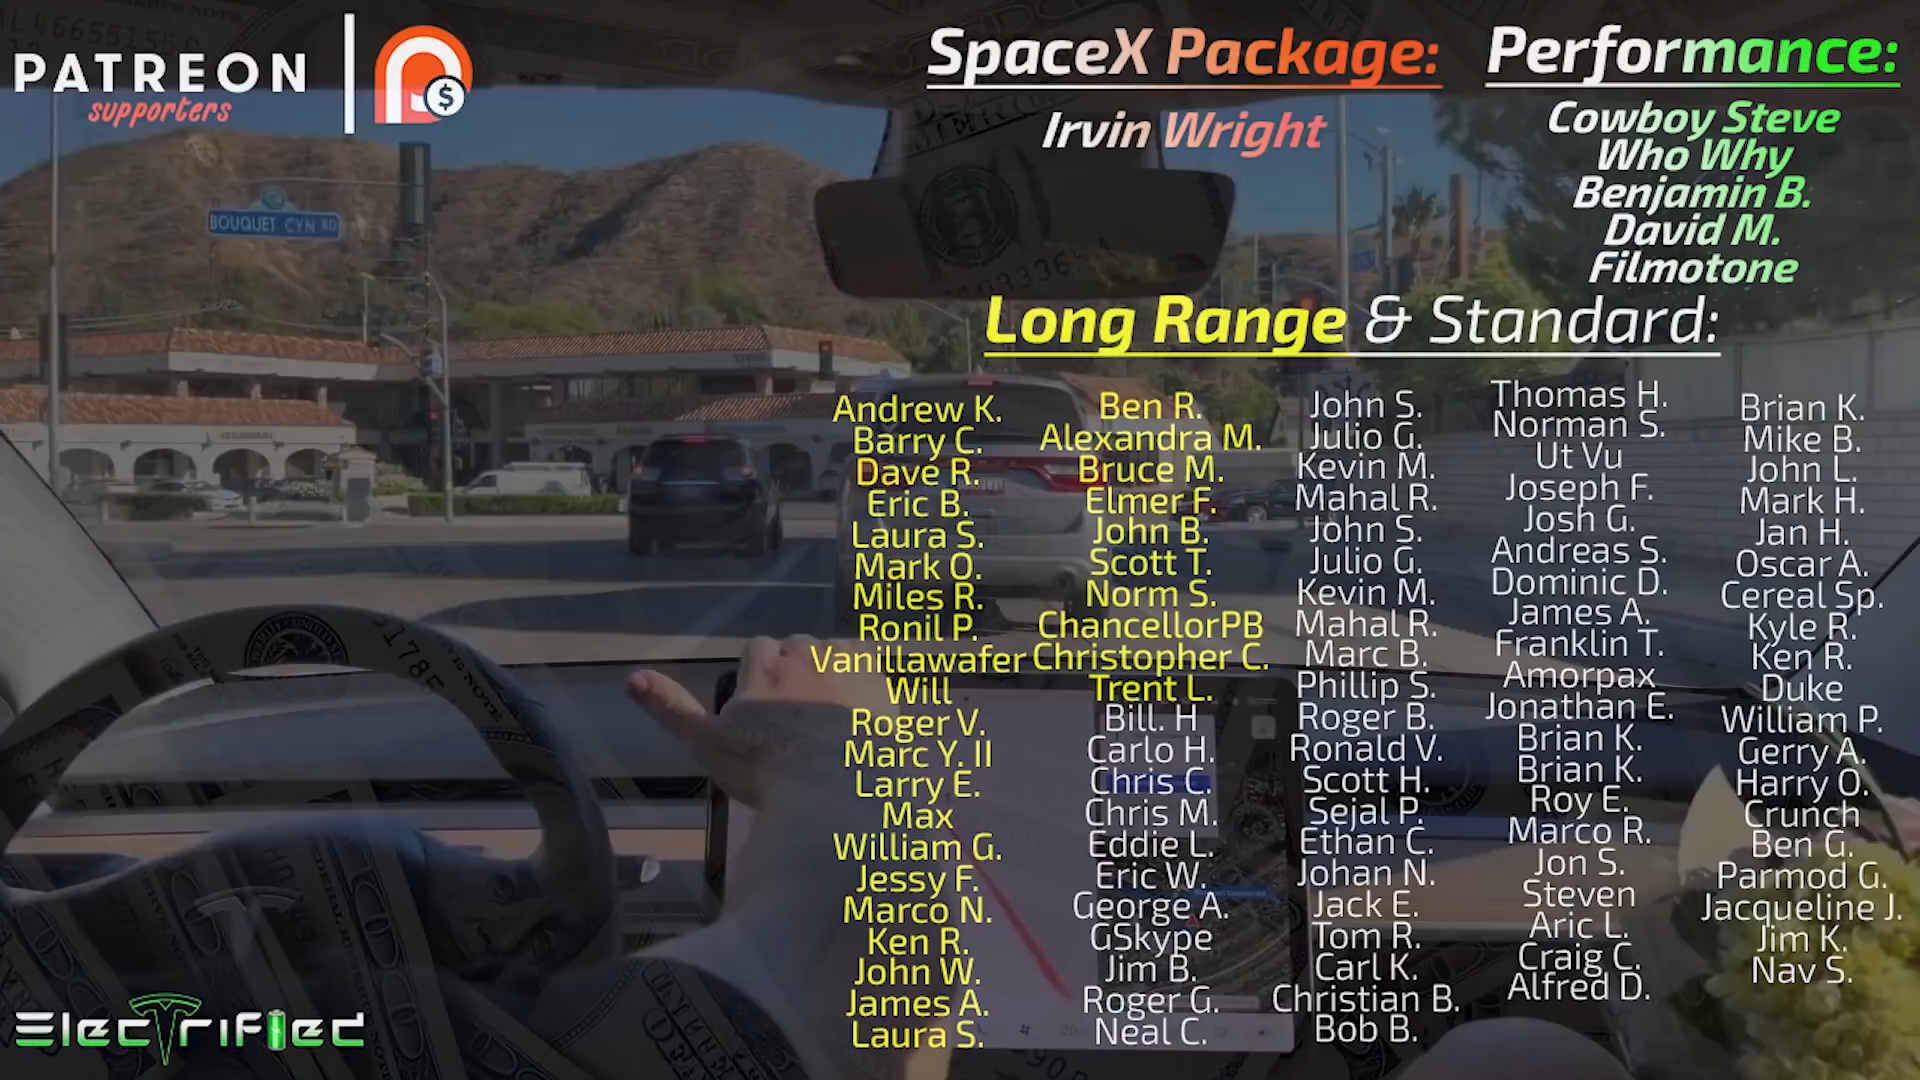 PATREON
supporters
$
SpaceX Package:
Irvin Wright
Performance:
Cowboy Steve
Who Why
Benjamin B.
David M.
Filmotone
BOUQUET CYN RD
Long Range & Standard:
Andrew K.
Barry C.
Dave R.
Eric B.
Laura S.
Mark O.
Miles R.
Ronil P.
Vanillawafer
Will
Roger V.
Marc Y. II
Larry E.
Max
William G.
Jessy F.
Marco N.
Ken R.
John W.
James A.
Laura S.
Ben R.
Alexandra M.
Bruce M.
Elmer F.
John B.
Scott T.
Norm S.
ChancellorPB
Christopher C.
Trent L.
Bill. H
Carlo H.
Chris C.
Chris M.
Eddie L.
Eric W.
George A.
GSkype
Jim B.
Roger G.
Neal C.
John S.
Julio G.
Kevin M.
Mahal R.
John S.
Julio G.
Kevin M.
Mahal R.
Marc B.
Phillip S.
Roger B.
Ronald V.
Scott H.
Sejal P.
Ethan C.
Johan N.
Jack E.
Tom R.
Carl K.
Christian B.
Bob B.
Thomas H.
Norman S.
Ut Vu
Joseph F.
Josh G.
Andreas S.
Dominic D.
James A.
Franklin T.
Amorpax
Jonathan E.
Brian K.
Brian K.
Roy E.
Marco R.
Jon S.
Steven
Aric L.
Craig C.
Alfred D.
Brian K.
Mike B.
John L.
Mark H.
Jan H.
Oscar A.
Cereal Sp.
Kyle R.
Ken R.
Duke
William P.
Gerry A.
Harry O.
Crunch
Ben G.
Parmod G.
Jacqueline J.
Jim K.
Nav S.
Electrified